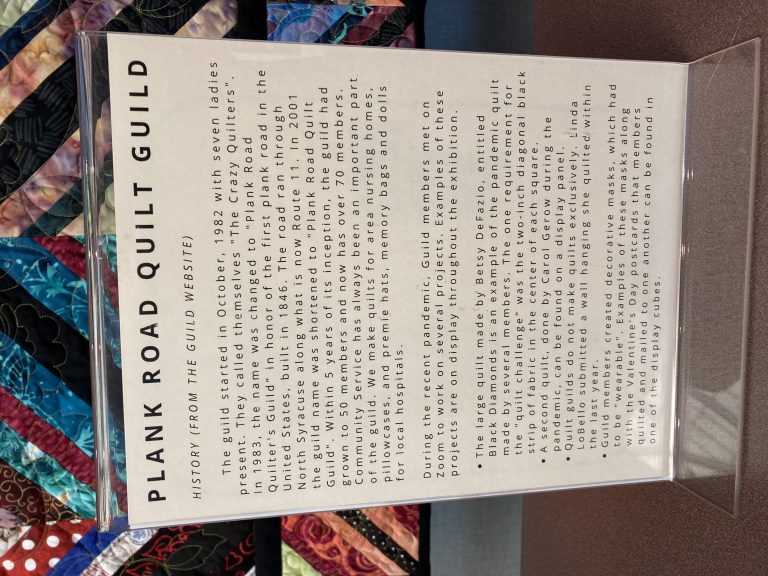 PLANK ROAD QUILT GUILD
HISTORY (FROM THE GUILD WEBSITE)
The guild started in October, 1982 with seven ladies
present. They called themselves "The Crazy Quilters".
In 1983, the name was changed to "Plank Road
Quilter's Guild" in honor of the first plank road in the
United States, built in 1846. The road ran through
North Syracuse along what is now Route 11. In 2001
the guild name was shortened to "Plank Road Quilt
Guild". Within 5 years of its inception, the guild had
grown to 50 members and now has over 70 members.
Community Service has always been an important part
of the guild. We make quilts for area nursing homes,
pillowcases, and premie hats, memory bags and dolls
for local hospitals.
During the recent pandemic, Guild members met on
Zoom to work on several projects. Examples of these
projects are on display throughout the exhibition.
• The large quilt made by Betsy DeFazio, entitled
Black Diamonds is an example of the pandemic quilt
made by several members. The one requirement for
the "quilt challenge" was the two-inch diagonal black
strip of fabric in the center of each square.
• A second quilt, done by Carol Gerow during the
pandemic, can be found on a display panel.
• Quilt guilds do not make quilts exclusively. Linda
LoBello submitted a wall hanging she quilted within
the last year.
• Guild members created decorative masks, which had
to be "wearable". Examples of these masks along
with the Valentine's Day postcards that members
quilted and mailed to one another can be found in
one of the display cubes.